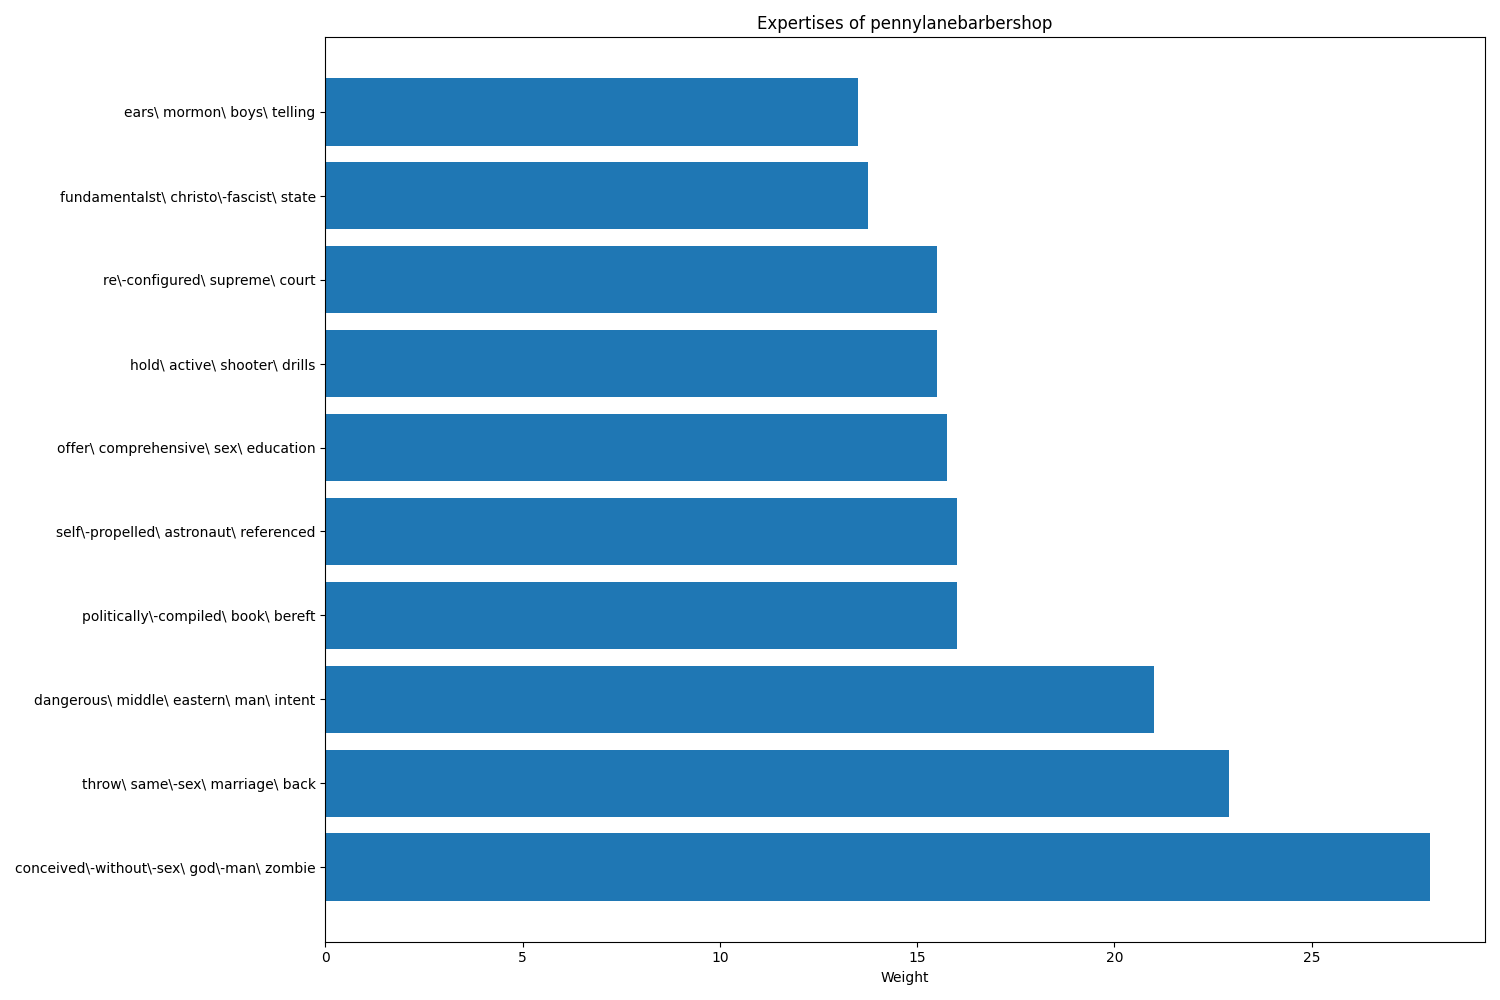 Expertises of pennylanebarbershop
ears\ mormon\ boys\ telling
fundamentalst\ christo\-fascist\ state
re\-configured\ supreme\ court
hold\ active\ shooter\ drills
offer\ comprehensive\ sex\ education
self\-propelled\ astronaut\ referenced
politically\-compiled\ book\ bereft
dangerous\ middle\ eastern\ man\ intent
throw\ same\-sex\ marriage\ back
conceived\-without\-sex\ god\-man\ zombie
0 5 10 15 20 25
Weight